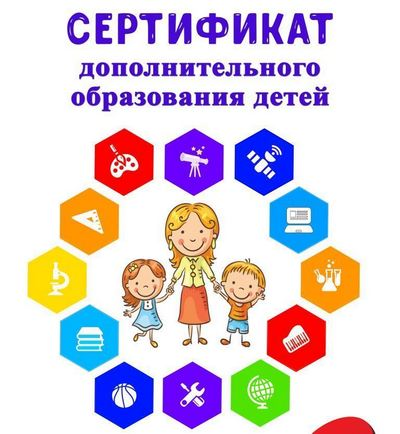 СЕРТИФИКАТ
дополнительного
образования детей